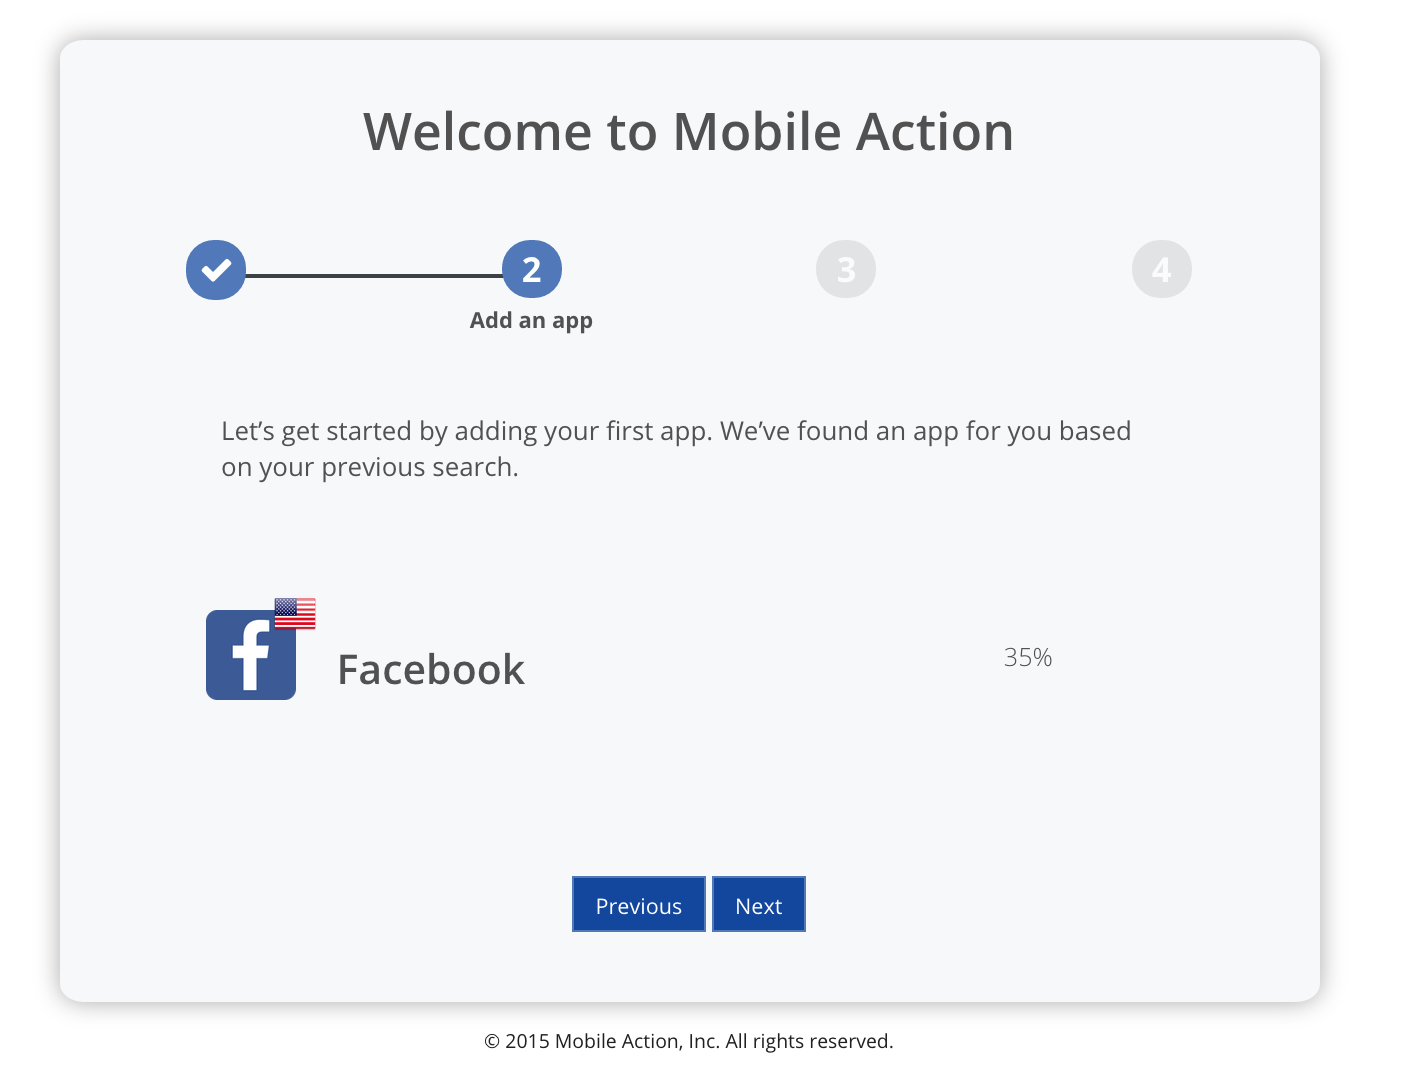 Welcome to Mobile Action
2
3
4
Add an app
Let’s get started by adding your first app. We’ve found an app for you based
on your previous search.
f
Facebook
35%
Previous
Next
© 2015 Mobile Action, Inc. All rights reserved.